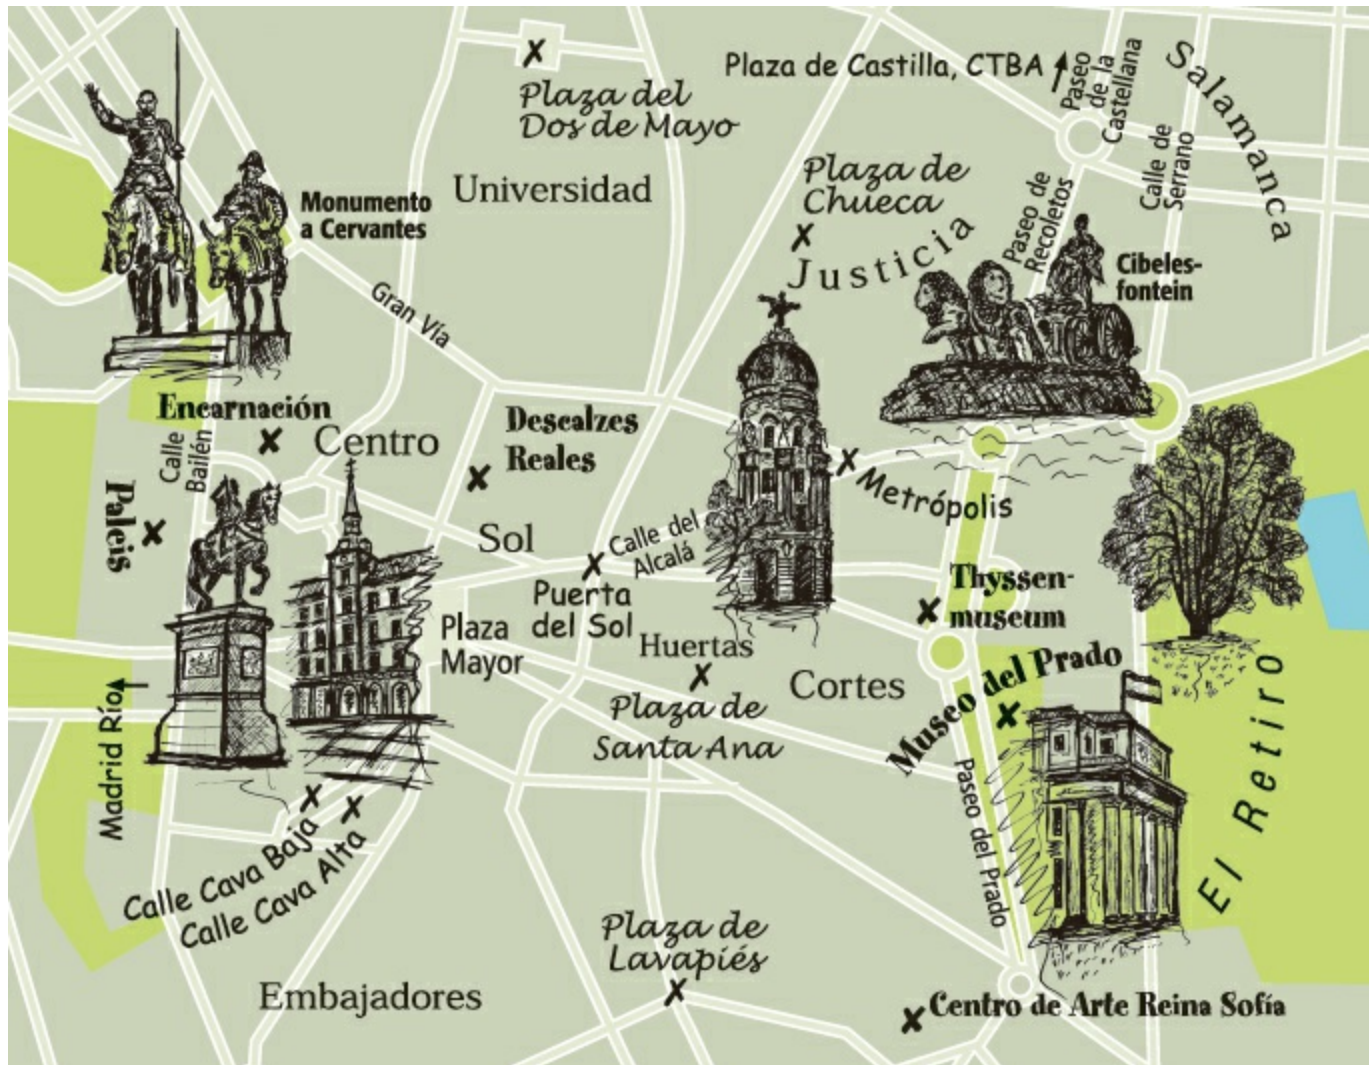 Plaza de Castilla, CTBA
Paseo
de la
Castellana
Salamanca
Plaza del
Dos de Mayo
Calle de
Serrano
Universidad
Plaza de
Chueca
Monumento
a Cervantes
Paseo de
Recoletos
Justicia
Cibeles-
fontein
Gran Vía
Encarnación
Centro
Descalzes
Reales
Calle
Bailén
Paleis
Metrópolis
Sol
Calle del
Alcalá
Puerta
del Sol
Thyssen-
museum
Plaza
Mayor
Huertas
Cortes
Museo del Prado
El Retiro
Plaza de
Santa Ana
Madrid Río
Paseo del Prado
Calle Cava Baja
Calle Cava Alta
Plaza de
Lavapiés
Embajadores
Centro de Arte Reina Sofía